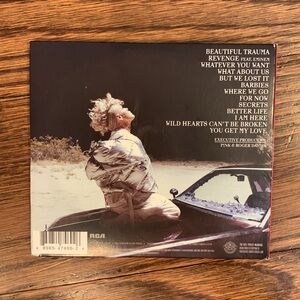 BEAUTIFUL TRAUMA
REVENGE FEAT. EMINEM
WHATEVER YOU WANT
WHAT ABOUT US
BUT WE LOST IT
BARBIES
WHERE WE GO
FOR NOW
SECRETS
BETTER LIFE
I AM HERE
WILD HEARTS CAN'T BE BROKEN
YOU GET MY LOVE
EXECUTIVE PRODUCERS
PINK & ROGER DAVIES
RCA